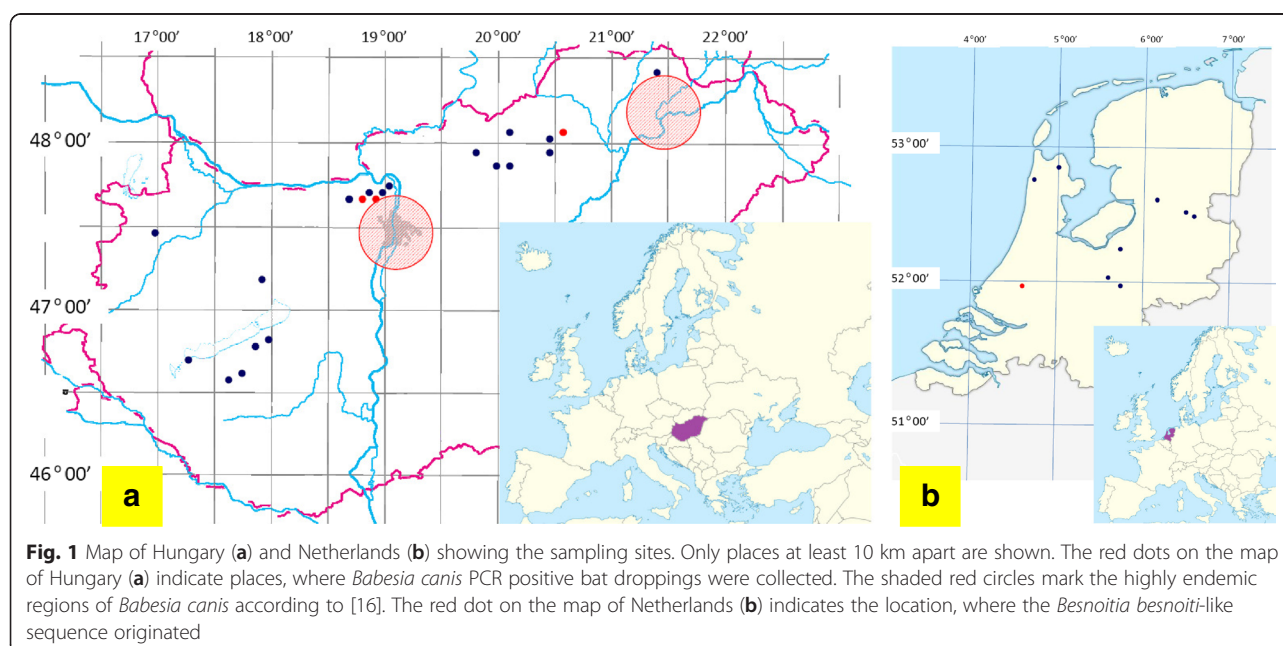 17°00' 18°00' 19°00' 20°00' 21°00' 22°00'
48°00'
47°00'
46°00'
a
4°00' 5°00' 6°00' 7°00'
53°00'
52°00'
51°00'
b
Fig. 1 Map of Hungary (a) and Netherlands (b) showing the sampling sites. Only places at least 10 km apart are shown. The red dots on the map
of Hungary (a) indicate places, where Babesia canis PCR positive bat droppings were collected. The shaded red circles mark the highly endemic
regions of Babesia canis according to [16]. The red dot on the map of Netherlands (b) indicates the location, where the Besnoitia besnoiti-like
sequence originated